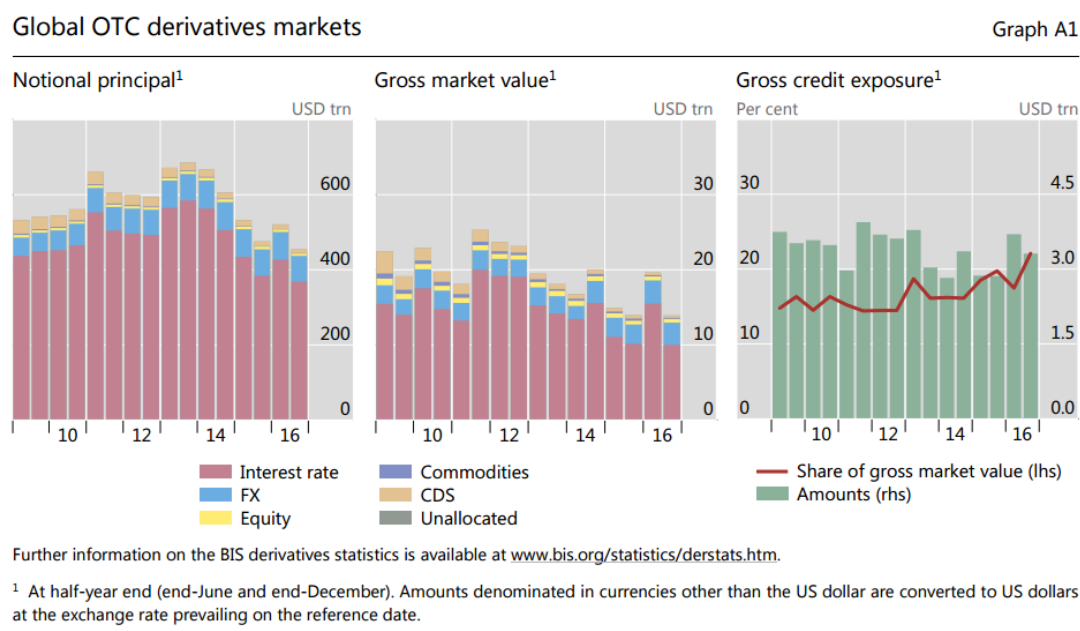 Global OTC derivatives markets
Graph A1
Notional principal¹
USD trn
600
400
200
0
10 12 14 16
Gross market value¹
USD trn
30
20
10
0
10 12 14 16
Gross credit exposure¹
Per cent USD trn
30 4.5
20 3.0
10 1.5
0 0.0
10 12 14 16
Interest rate
FX
Equity
Commodities
CDS
Unallocated
Share of gross market value (lhs)
Amounts (rhs)
Further information on the BIS derivatives statistics is available at www.bis.org/statistics/derstats.htm.
¹ At half-year end (end-June and end-December). Amounts denominated in currencies other than the US dollar are converted to US dollars
at the exchange rate prevailing on the reference date.